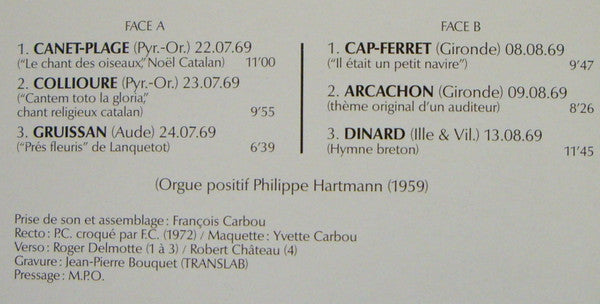 FACE A
1. CANET-PLAGE (Pyr.-Or.) 22.07.69
("Le chant des oiseaux," Noël Catalan) 11'00
2. COLLIOURE (Pyr.-Or.) 23.07.69
("Cantem toto la gloria,"
chant religieux catalan) 9'55
3. GRUISSAN (Aude) 24.07.69
("Prés fleuris" de Lanquetot) 6'39
FACE B
1. CAP-FERRET (Gironde) 08.08.69
("Il était un petit navire") 9'47
2. ARCACHON (Gironde) 09.08.69
(thème original d'un auditeur) 8'26
3. DINARD (Ille & Vil.) 13.08.69
(Hymne breton) 11'45
(Orgue positif Philippe Hartmann (1959)
Prise de son et assemblage : François Carbou
Recto : P.C. croqué par F.C. (1972) / Maquette : Yvette Carbou
Verso : Roger Delmotte (1 à 3) / Robert Château (4)
Gravure : Jean-Pierre Bouquet (TRANSLAB)
Pressage : M.P.O.